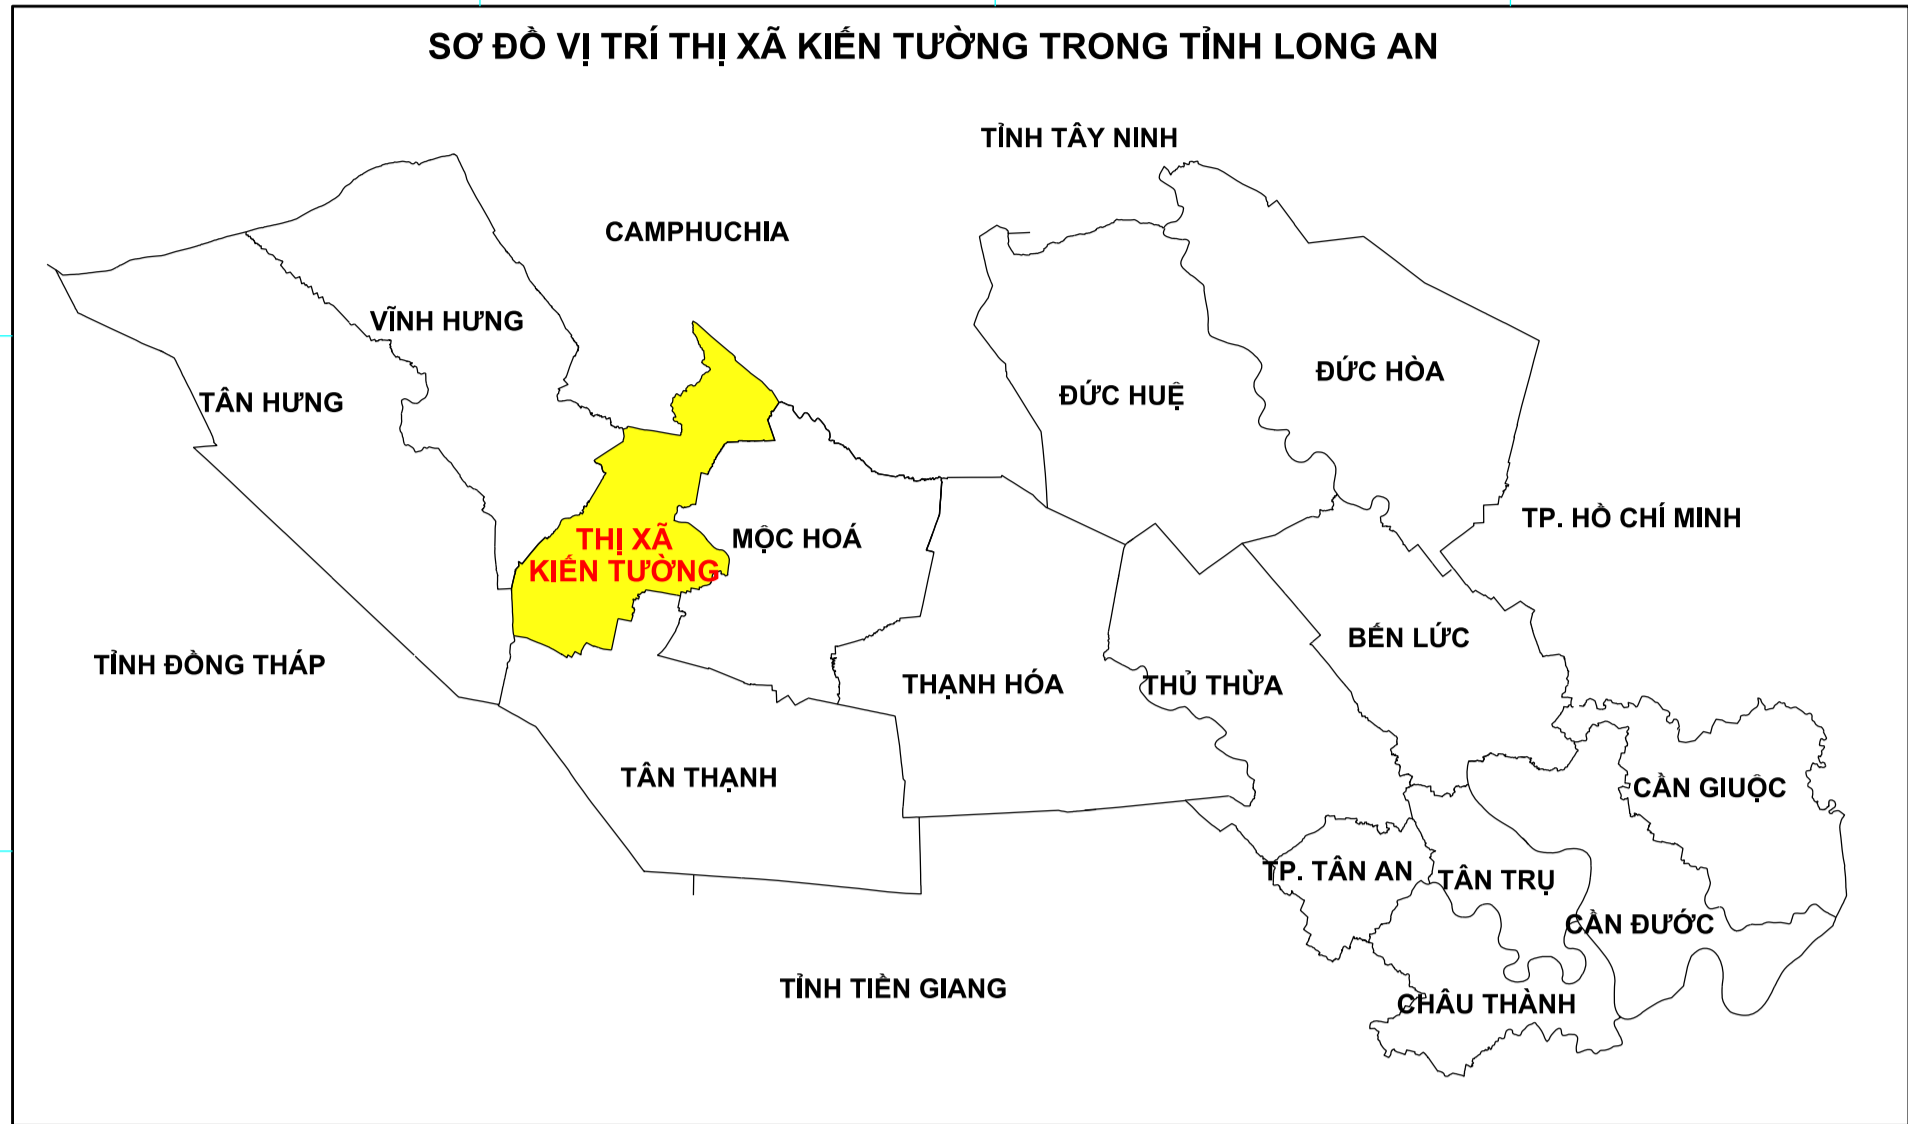 SƠ ĐỒ VỊ TRÍ THỊ XÃ KIẾN TƯỜNG TRONG TỈNH LONG AN
TỈNH TÂY NINH
CAMPHUCHIA
VĨNH HƯNG
ĐỨC HÒA
ĐỨC HUỆ
TÂN HƯNG
TP. HỒ CHÍ MINH
THỊ XÃ
KIẾN TƯỜNG
MỘC HOÁ
BẾN LỨC
TỈNH ĐỒNG THÁP
THẠNH HÓA
THỦ THỪA
TÂN THẠNH
CẦN GIUỘC
TP. TÂN AN
TÂN TRỤ
CẦN ĐƯỚC
TỈNH TIỀN GIANG
CHÂU THÀNH